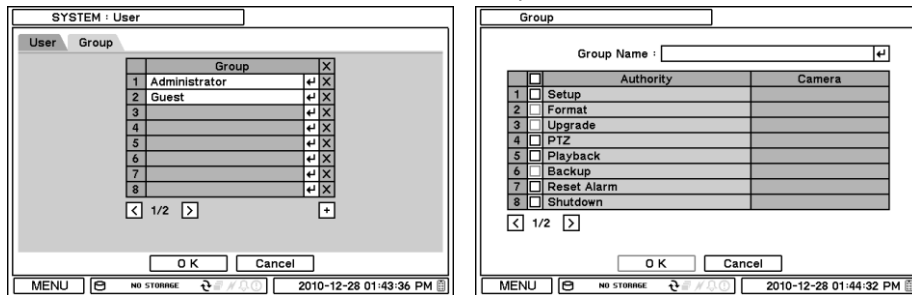 SYSTEM : User
User Group
Group X
1 Administrator X
2 Guest X
3 X
4 X
5 X
6 X
7 X
8 X
< 1/2 > +
OK Cancel
MENU NO STORAGE 2010-12-28 01:43:36 PM
Group
Group Name :
Authority Camera
1 Setup
2 Format
3 Upgrade
4 PTZ
5 Playback
6 Backup
7 Reset Alarm
8 Shutdown
< 1/2 >
OK Cancel
MENU NO STORAGE 2010-12-28 01:44:32 PM